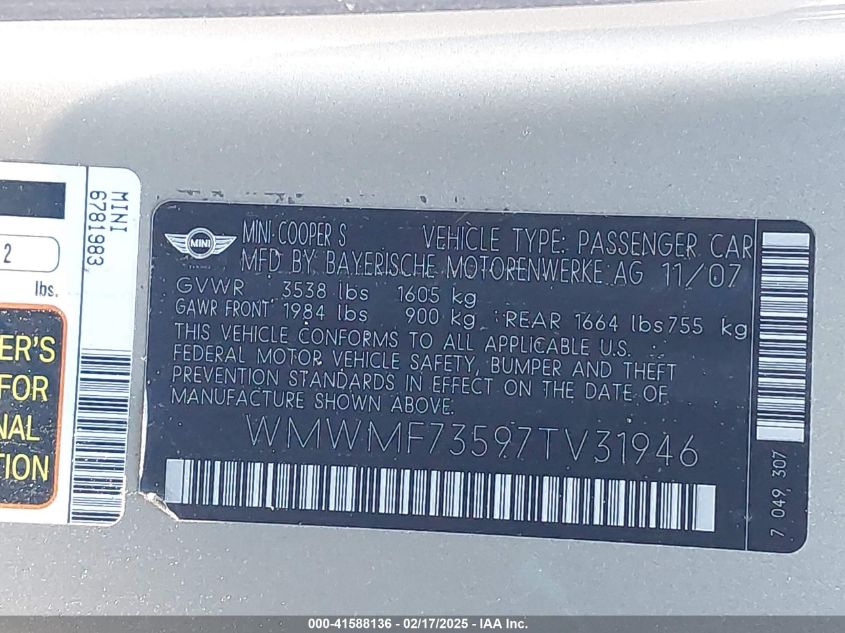 MINI
6781983
2
lbs.
ER'S
FOR
NAL
TION
MINI
MINI COOPER S VEHICLE TYPE: PASSENGER CAR
MFD BY: BAYERISCHE MOTORENWERKE AG 11/07
GVWR 3538 lbs 1605 kg
GAWR FRONT 1984 lbs 900 kg REAR 1664 lbs 755 kg
THIS VEHICLE CONFORMS TO ALL APPLICABLE U.S.
FEDERAL MOTOR VEHICLE SAFETY, BUMPER AND THEFT
PREVENTION STANDARDS IN EFFECT ON THE DATE OF
MANUFACTURE SHOWN ABOVE.
WMWMF73597TV31946
7 049 307
000-41588136 - 02/17/2025 - IAA Inc.